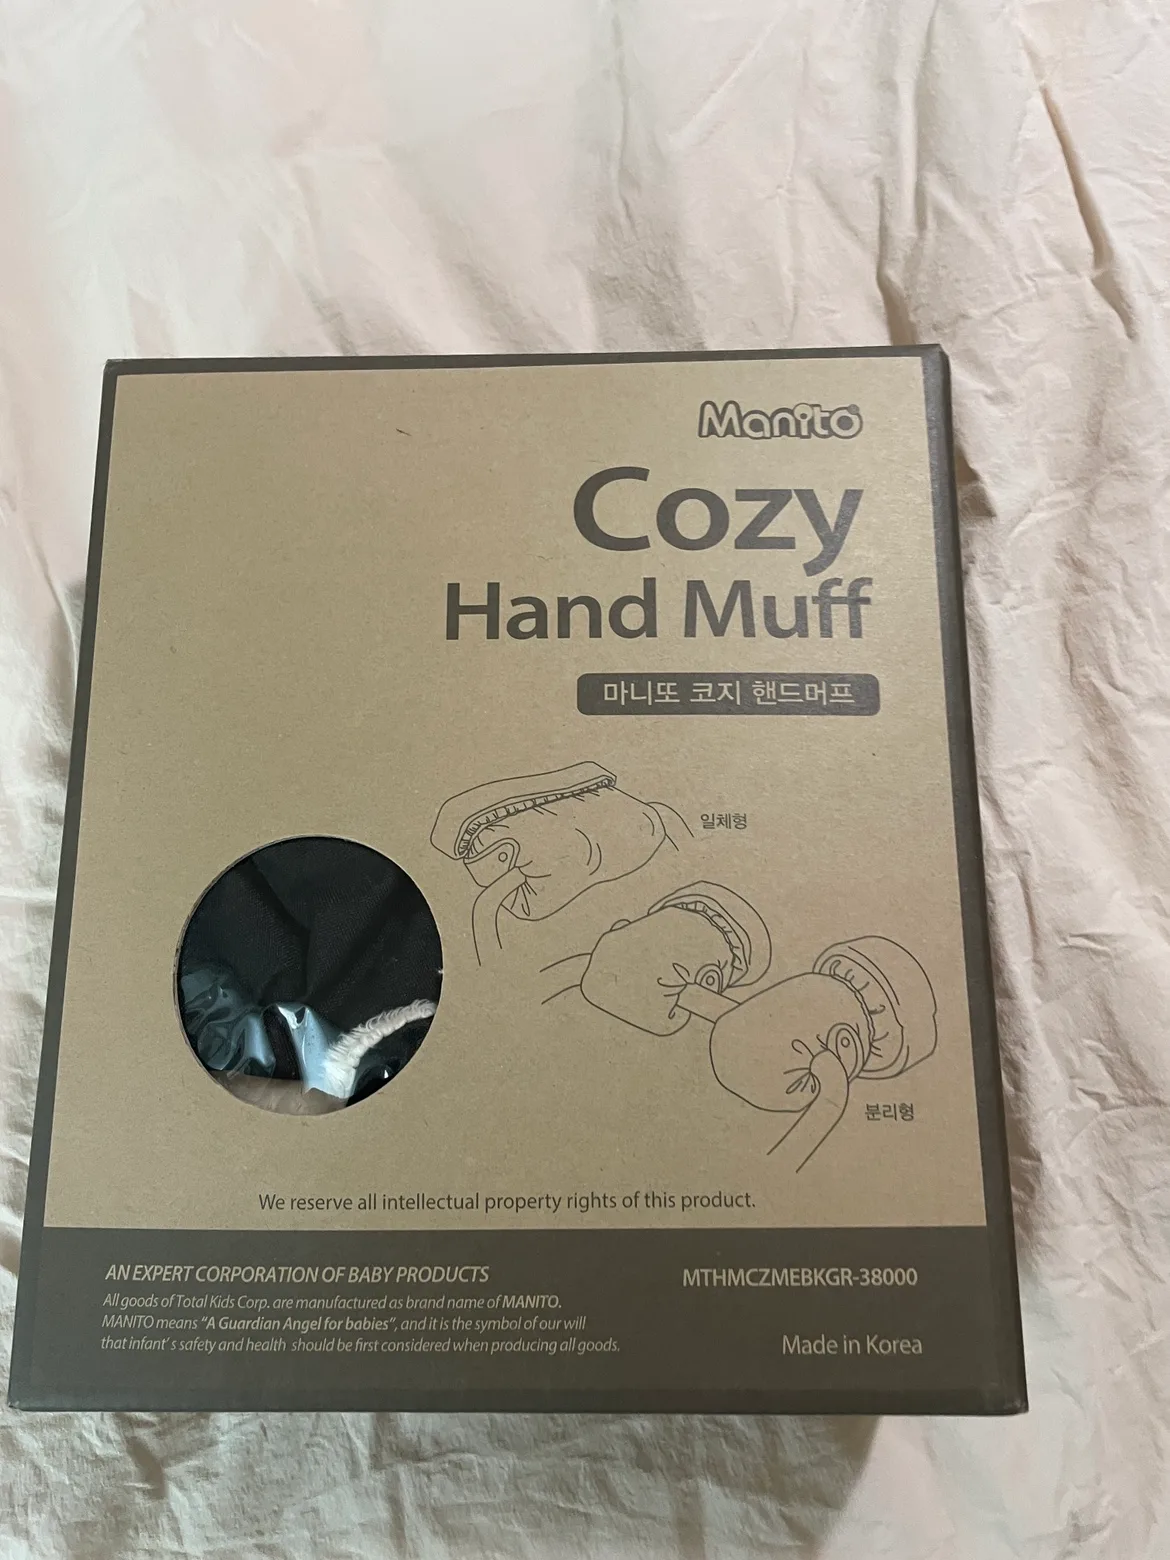 Manito
Cozy
Hand Muff
마니또 코지 핸드머프
일체형
분리형
We reserve all intellectual property rights of this product.
AN EXPERT CORPORATION OF BABY PRODUCTS
All goods of Total Kids Corp. are manufactured as brand name of MANITO.
MANITO means "A Guardian Angel for babies", and it is the symbol of our will
that infant's safety and health should be first considered when producing all goods.
MTHMCZMEBKGR-38000
Made in Korea